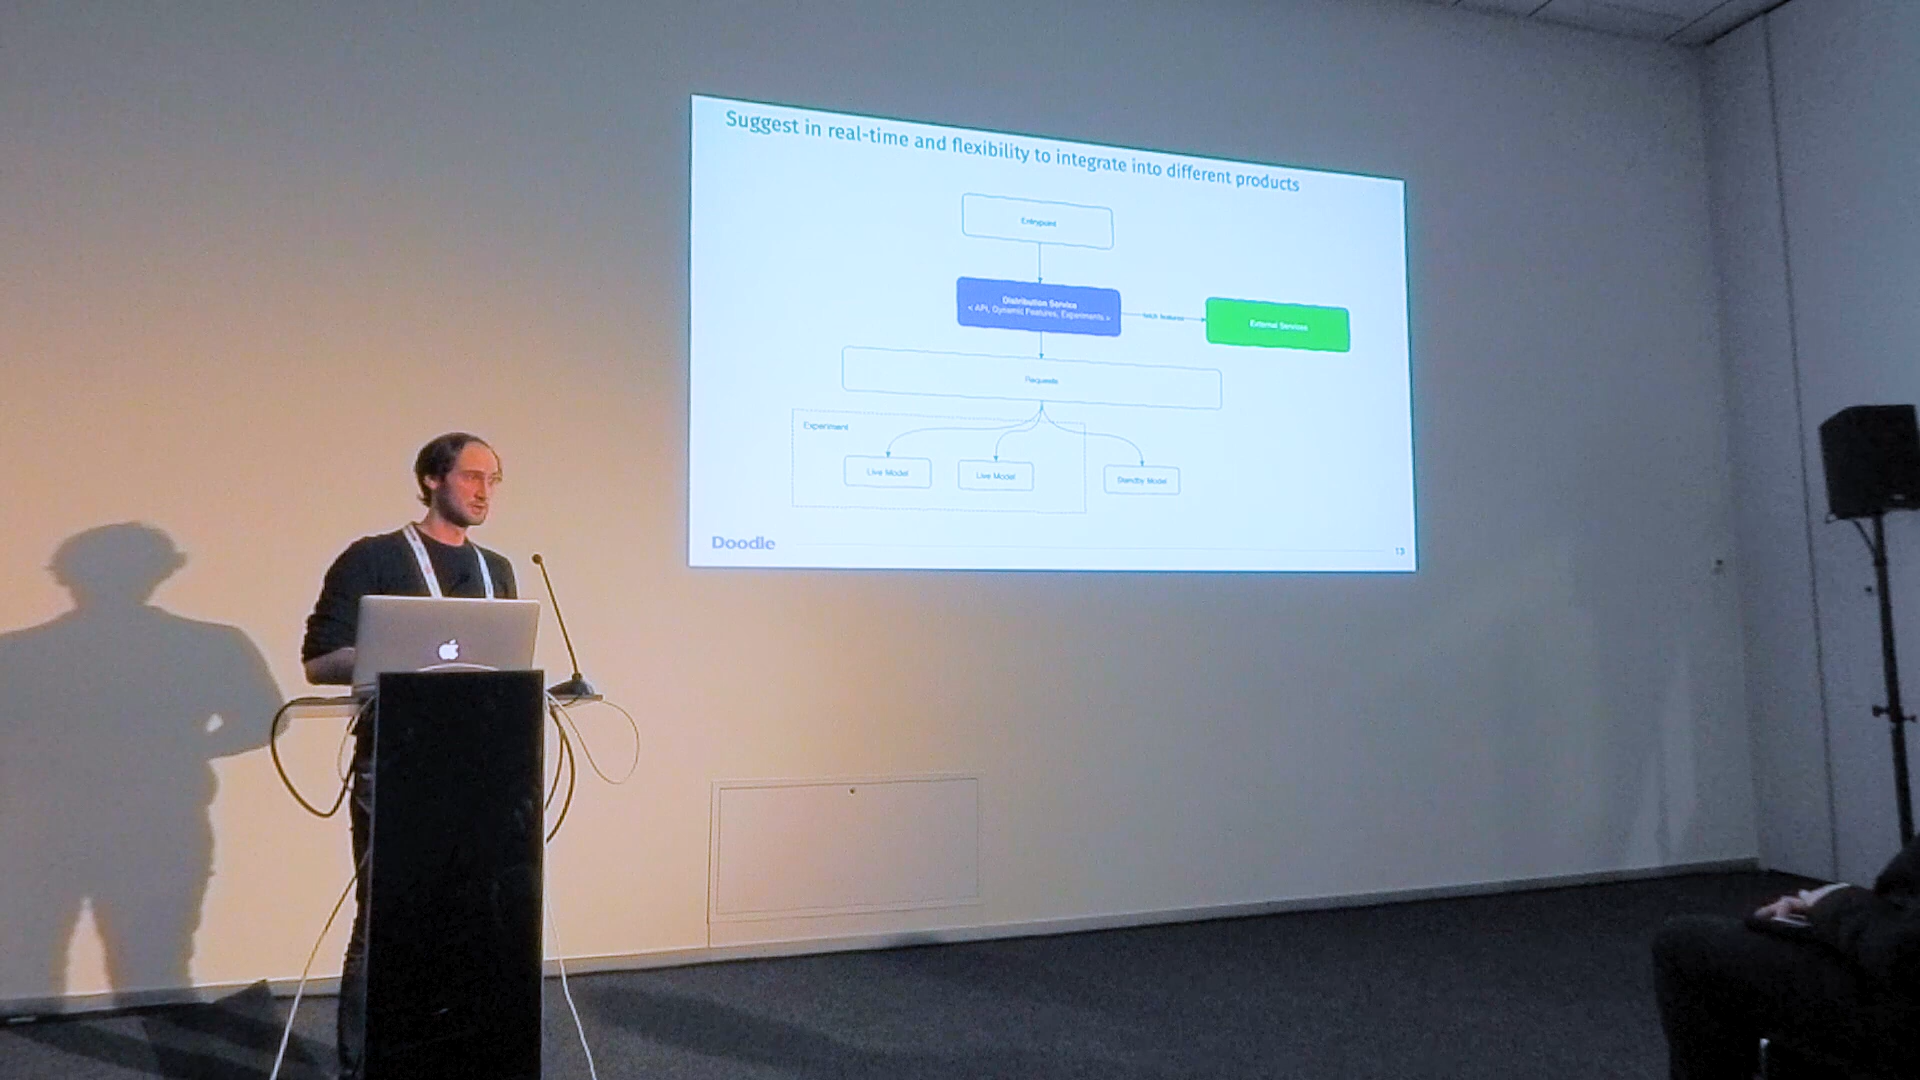 Suggest in real-time and flexibility to integrate into different products
Entrypoint
Distribution Service
< API, Dynamic Features, Experiments >
fetch features
External Services
Requests
Experiment
Live Model
Live Model
Standby Model
Doodle
13